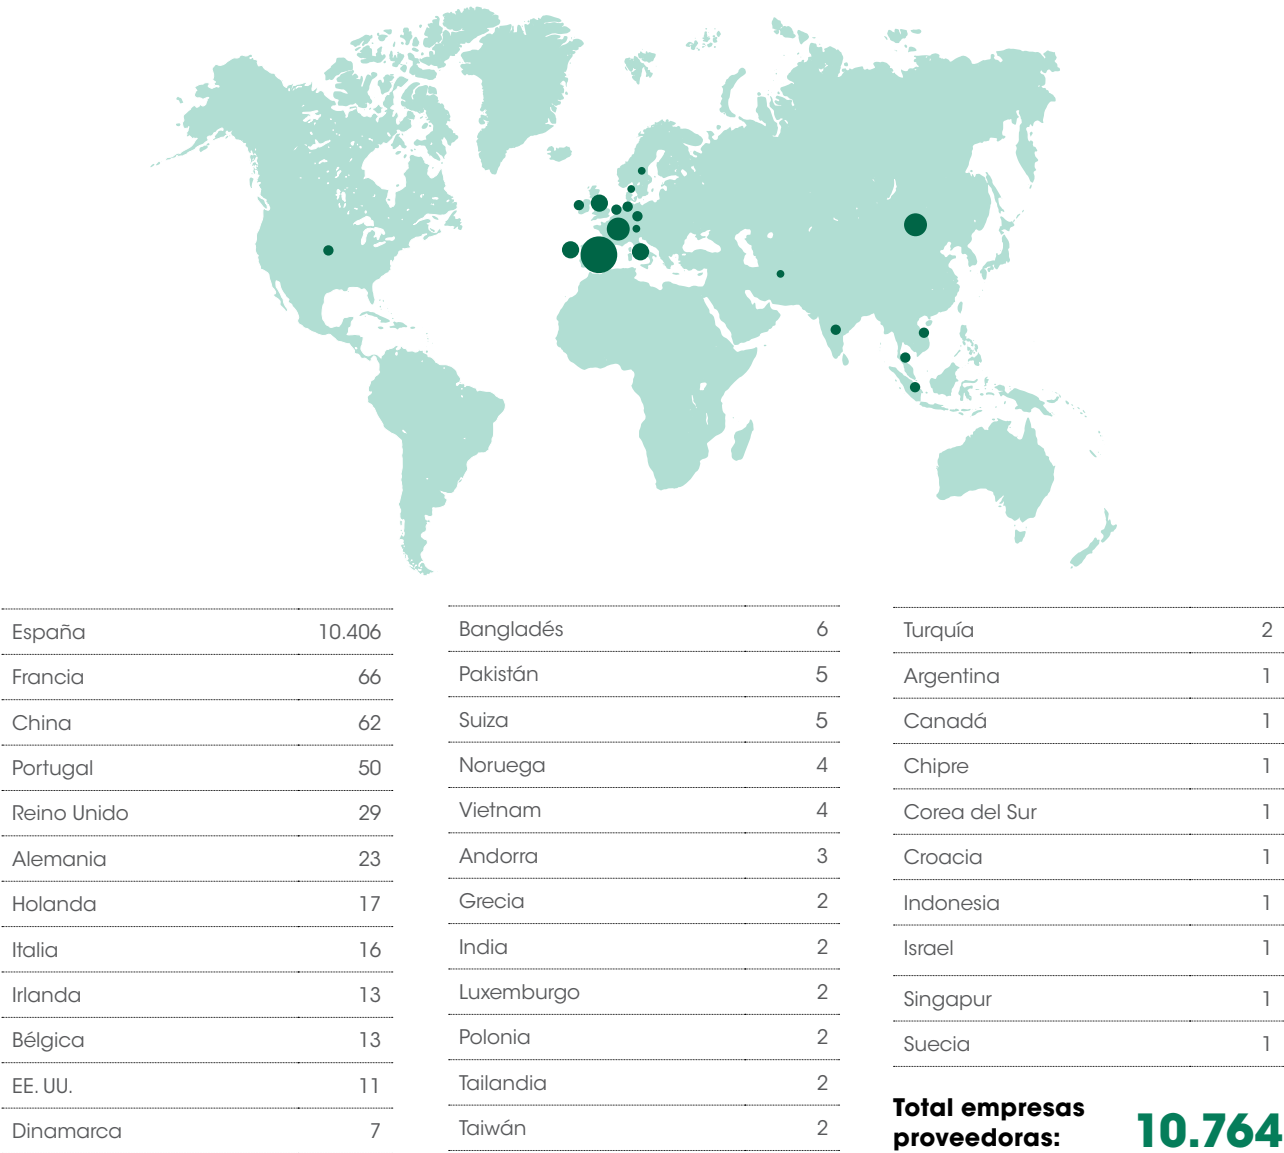 España 10.406
Francia 66
China 62
Portugal 50
Reino Unido 29
Alemania 23
Holanda 17
Italia 16
Irlanda 13
Bélgica 13
EE. UU. 11
Dinamarca 7
Bangladés 6
Pakistán 5
Suiza 5
Noruega 4
Vietnam 4
Andorra 3
Grecia 2
India 2
Luxemburgo 2
Polonia 2
Tailandia 2
Taiwán 2
Turquía 2
Argentina 1
Canadá 1
Chipre 1
Corea del Sur 1
Croacia 1
Indonesia 1
Israel 1
Singapur 1
Suecia 1
Total empresas
proveedoras: 10.764